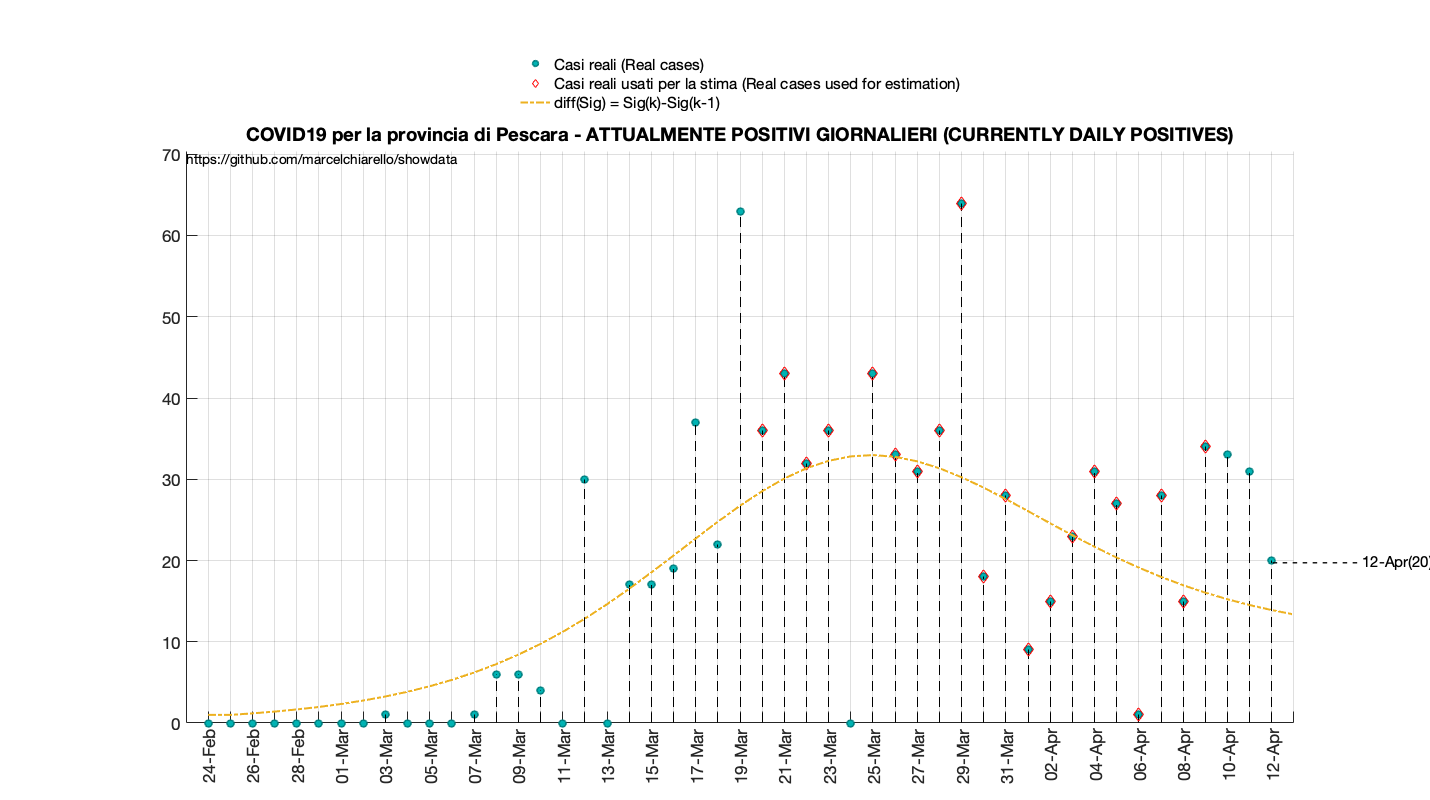 Casi reali (Real cases)
Casi reali usati per la stima (Real cases used for estimation)
diff(Sig) = Sig(k)-Sig(k-1)
COVID19 per la provincia di Pescara - ATTUALMENTE POSITIVI GIORNALIERI (CURRENTLY DAILY POSITIVES)
https://github.com/marcelchiarello/showdata
70
60
50
40
30
20
10
0
12-Apr(20)
24-Feb
26-Feb
28-Feb
01-Mar
03-Mar
05-Mar
07-Mar
09-Mar
11-Mar
13-Mar
15-Mar
17-Mar
19-Mar
21-Mar
23-Mar
25-Mar
27-Mar
29-Mar
31-Mar
02-Apr
04-Apr
06-Apr
08-Apr
10-Apr
12-Apr